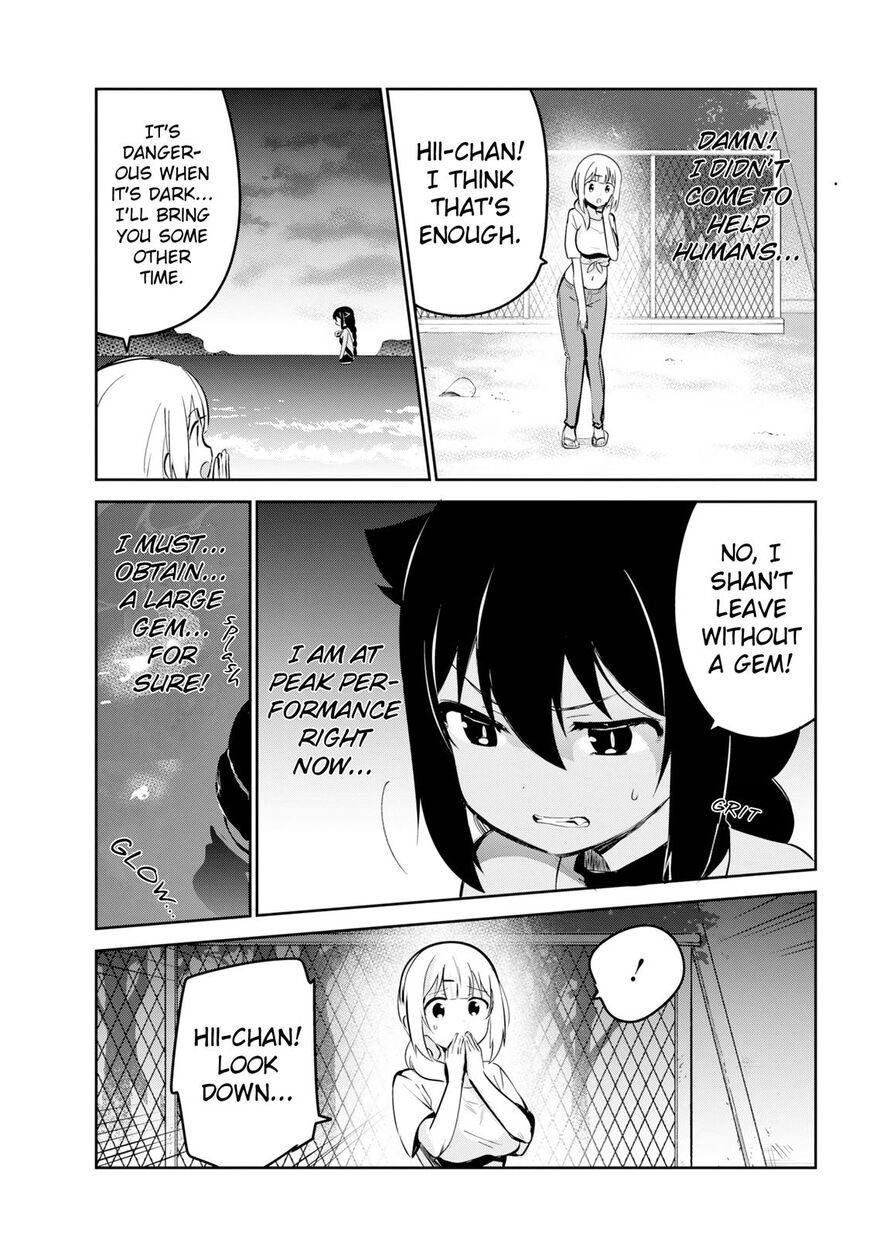 DAMN!
I DIDN'T
COME TO
HELP
HUMANS...
HII-CHAN!
I THINK
THAT'S
ENOUGH.
IT'S
DANGER-
OUS WHEN
IT'S DARK...
I'LL BRING
YOU SOME
OTHER
TIME.
NO, I
SHAN'T
LEAVE
WITHOUT
A GEM!
GRIT
I AM AT
PEAK PER-
FORMANCE
RIGHT
NOW...
I MUST...
OBTAIN...
A LARGE
GEM...
FOR
SURE!
SPLASH
GLOW...
!
HII-CHAN!
LOOK
DOWN...